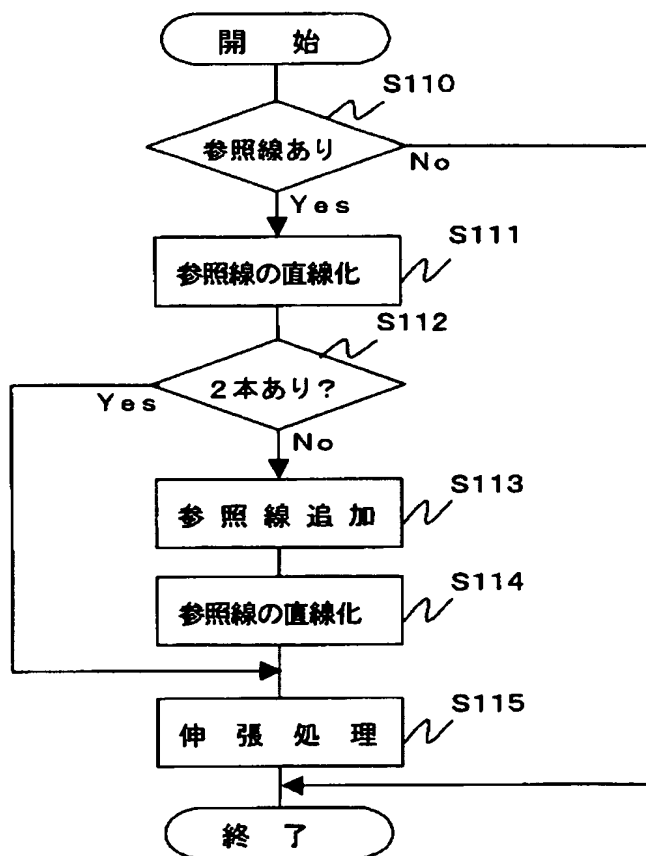 開 始
S110
参照線あり
No
Yes
S111
参照線の直線化
S112
2本あり?
Yes
No
S113
参照線追加
S114
参照線の直線化
S115
伸張処理
終了